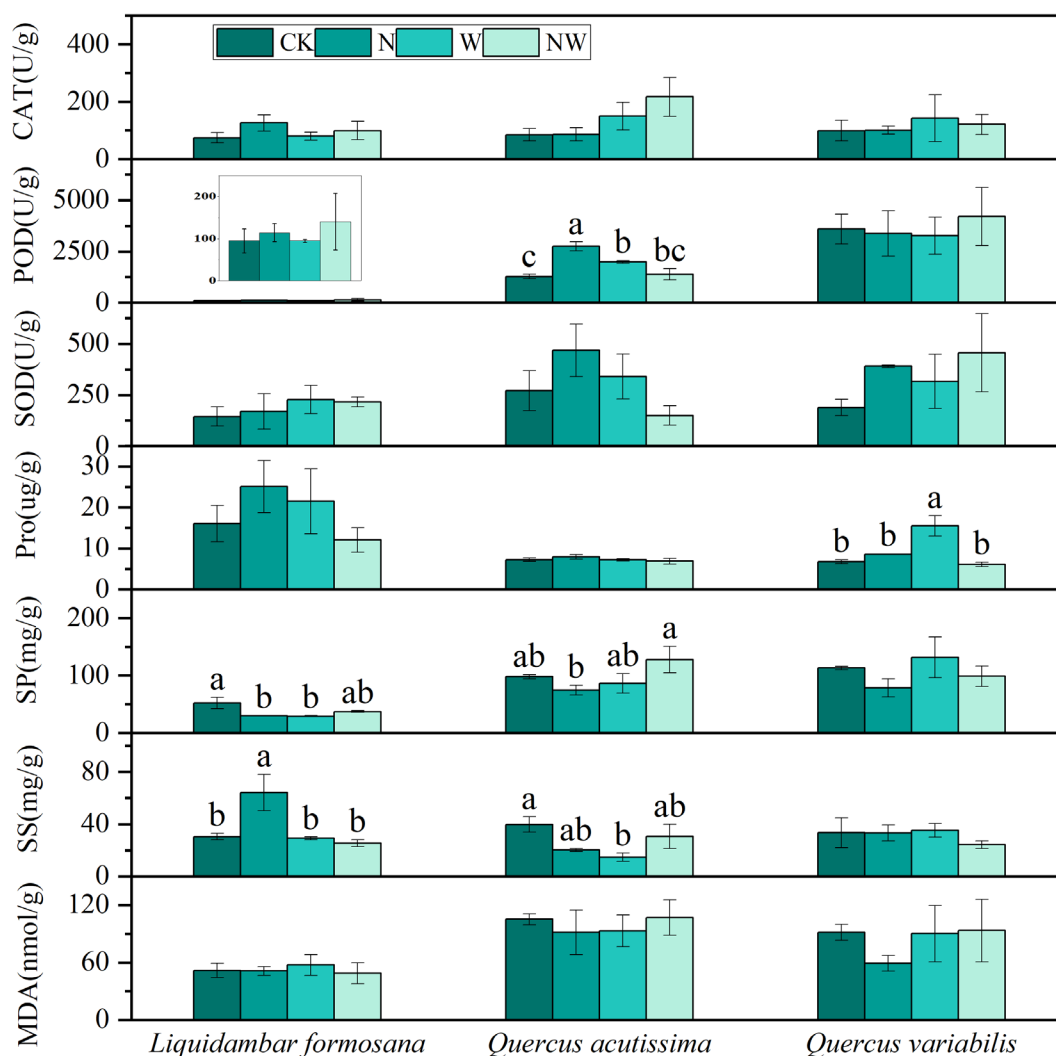 CK N W NW
CAT(U/g)
400
200
0
POD(U/g)
5000
2500
0
200
100
0
c a b bc
SOD(U/g)
500
250
0
Pro(ug/g)
30
20
10
0
b b a b
SP(mg/g)
200
100
0
a b b ab
ab b ab a
SS(mg/g)
80
40
0
b a b b
a ab b ab
MDA(nmol/g)
120
60
0
Liquidambar formosana Quercus acutissima Quercus variabilis